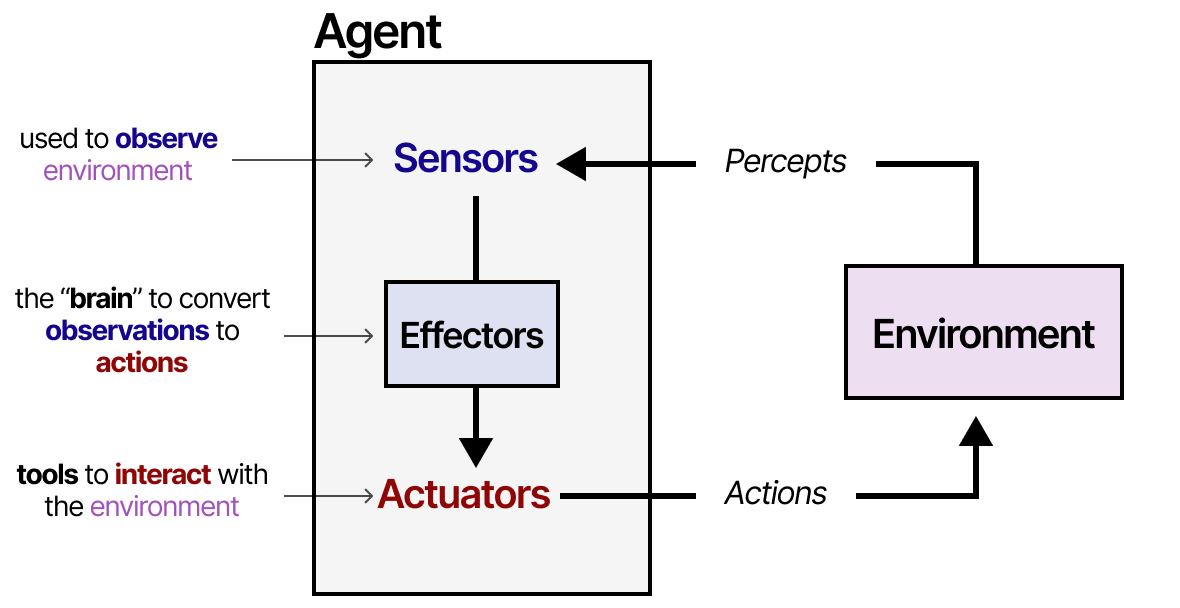 Agent
used to observe
environment
Sensors
Percepts
the “brain” to convert
observations to
actions
Effectors
Environment
tools to interact with
the environment
Actuators
Actions